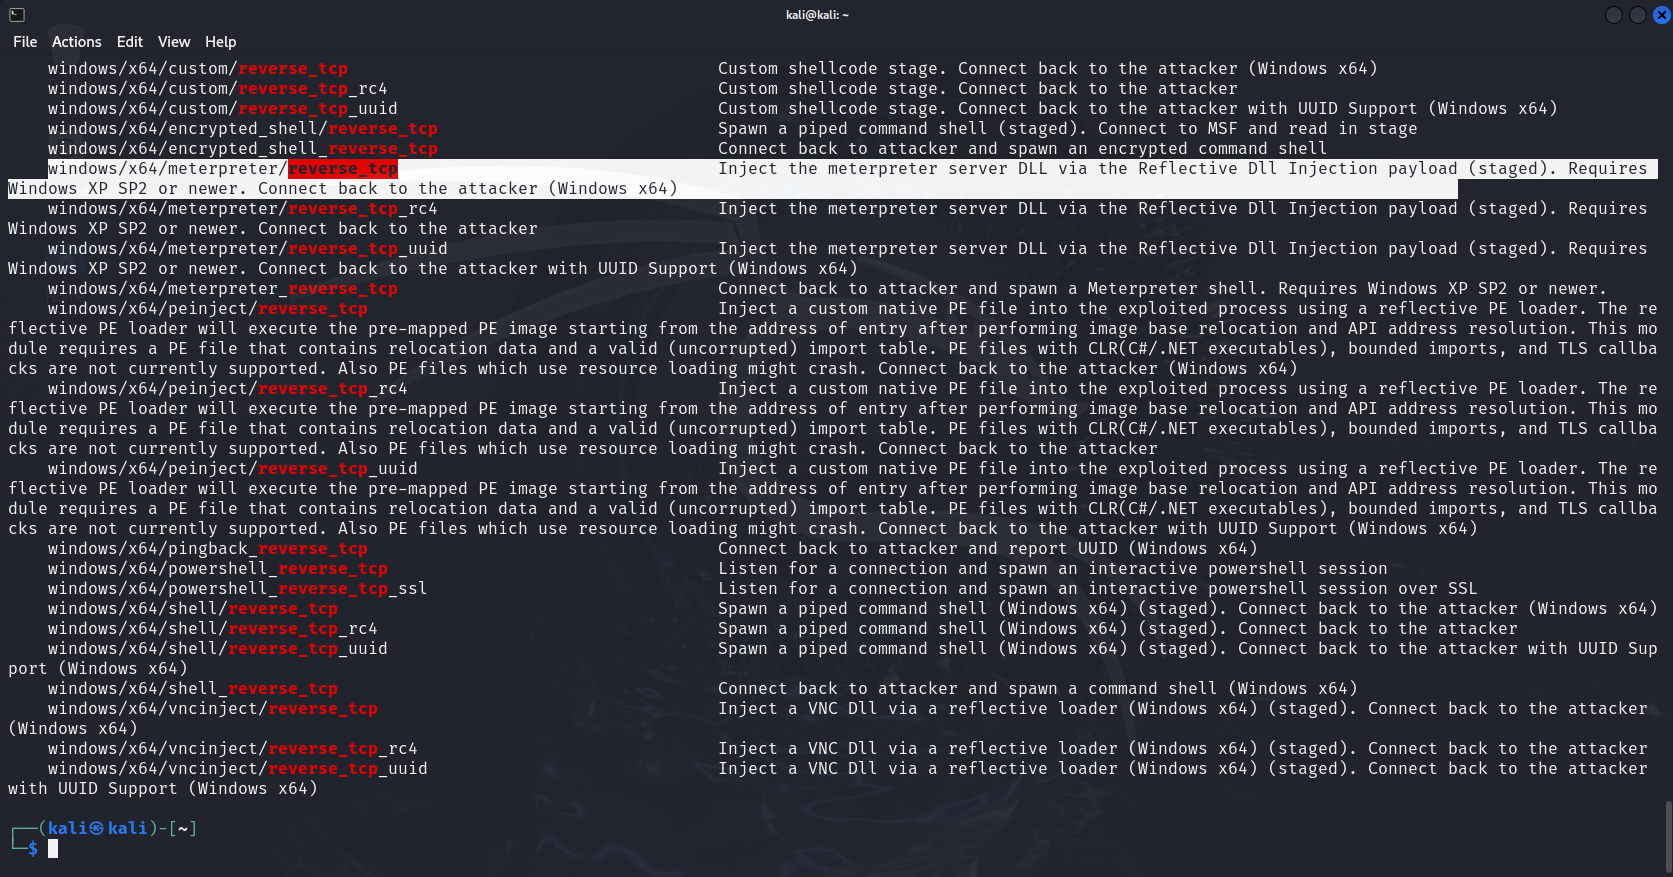 kali@kali: ~
File Actions Edit View Help
windows/x64/custom/reverse_tcp Custom shellcode stage. Connect back to the attacker (Windows x64)
windows/x64/custom/reverse_tcp_rc4 Custom shellcode stage. Connect back to the attacker
windows/x64/custom/reverse_tcp_uuid Custom shellcode stage. Connect back to the attacker with UUID Support (Windows x64)
windows/x64/encrypted_shell/reverse_tcp Spawn a piped command shell (staged). Connect to MSF and read in stage
windows/x64/encrypted_shell_reverse_tcp Connect back to attacker and spawn an encrypted command shell
windows/x64/meterpreter/reverse_tcp Inject the meterpreter server DLL via the Reflective Dll Injection payload (staged). Requires
Windows XP SP2 or newer. Connect back to the attacker (Windows x64)
windows/x64/meterpreter/reverse_tcp_rc4 Inject the meterpreter server DLL via the Reflective Dll Injection payload (staged). Requires
Windows XP SP2 or newer. Connect back to the attacker
windows/x64/meterpreter/reverse_tcp_uuid Inject the meterpreter server DLL via the Reflective Dll Injection payload (staged). Requires
Windows XP SP2 or newer. Connect back to the attacker with UUID Support (Windows x64)
windows/x64/meterpreter_reverse_tcp Connect back to attacker and spawn a Meterpreter shell. Requires Windows XP SP2 or newer.
windows/x64/peinject/reverse_tcp Inject a custom native PE file into the exploited process using a reflective PE loader. The re
flective PE loader will execute the pre-mapped PE image starting from the address of entry after performing image base relocation and API address resolution. This mo
dule requires a PE file that contains relocation data and a valid (uncorrupted) import table. PE files with CLR(C#/.NET executables), bounded imports, and TLS callba
cks are not currently supported. Also PE files which use resource loading might crash. Connect back to the attacker (Windows x64)
windows/x64/peinject/reverse_tcp_rc4 Inject a custom native PE file into the exploited process using a reflective PE loader. The re
flective PE loader will execute the pre-mapped PE image starting from the address of entry after performing image base relocation and API address resolution. This mo
dule requires a PE file that contains relocation data and a valid (uncorrupted) import table. PE files with CLR(C#/.NET executables), bounded imports, and TLS callba
cks are not currently supported. Also PE files which use resource loading might crash. Connect back to the attacker
windows/x64/peinject/reverse_tcp_uuid Inject a custom native PE file into the exploited process using a reflective PE loader. The re
flective PE loader will execute the pre-mapped PE image starting from the address of entry after performing image base relocation and API address resolution. This mo
dule requires a PE file that contains relocation data and a valid (uncorrupted) import table. PE files with CLR(C#/.NET executables), bounded imports, and TLS callba
cks are not currently supported. Also PE files which use resource loading might crash. Connect back to the attacker with UUID Support (Windows x64)
windows/x64/pingback_reverse_tcp Connect back to attacker and report UUID (Windows x64)
windows/x64/powershell_reverse_tcp Listen for a connection and spawn an interactive powershell session
windows/x64/powershell_reverse_tcp_ssl Listen for a connection and spawn an interactive powershell session over SSL
windows/x64/shell/reverse_tcp Spawn a piped command shell (Windows x64) (staged). Connect back to the attacker (Windows x64)
windows/x64/shell/reverse_tcp_rc4 Spawn a piped command shell (Windows x64) (staged). Connect back to the attacker
windows/x64/shell/reverse_tcp_uuid Spawn a piped command shell (Windows x64) (staged). Connect back to the attacker with UUID Sup
port (Windows x64)
windows/x64/shell_reverse_tcp Connect back to attacker and spawn a command shell (Windows x64)
windows/x64/vncinject/reverse_tcp Inject a VNC Dll via a reflective loader (Windows x64) (staged). Connect back to the attacker
(Windows x64)
windows/x64/vncinject/reverse_tcp_rc4 Inject a VNC Dll via a reflective loader (Windows x64) (staged). Connect back to the attacker
windows/x64/vncinject/reverse_tcp_uuid Inject a VNC Dll via a reflective loader (Windows x64) (staged). Connect back to the attacker
with UUID Support (Windows x64)
┌──(kali㉿kali)-[~]
└─$